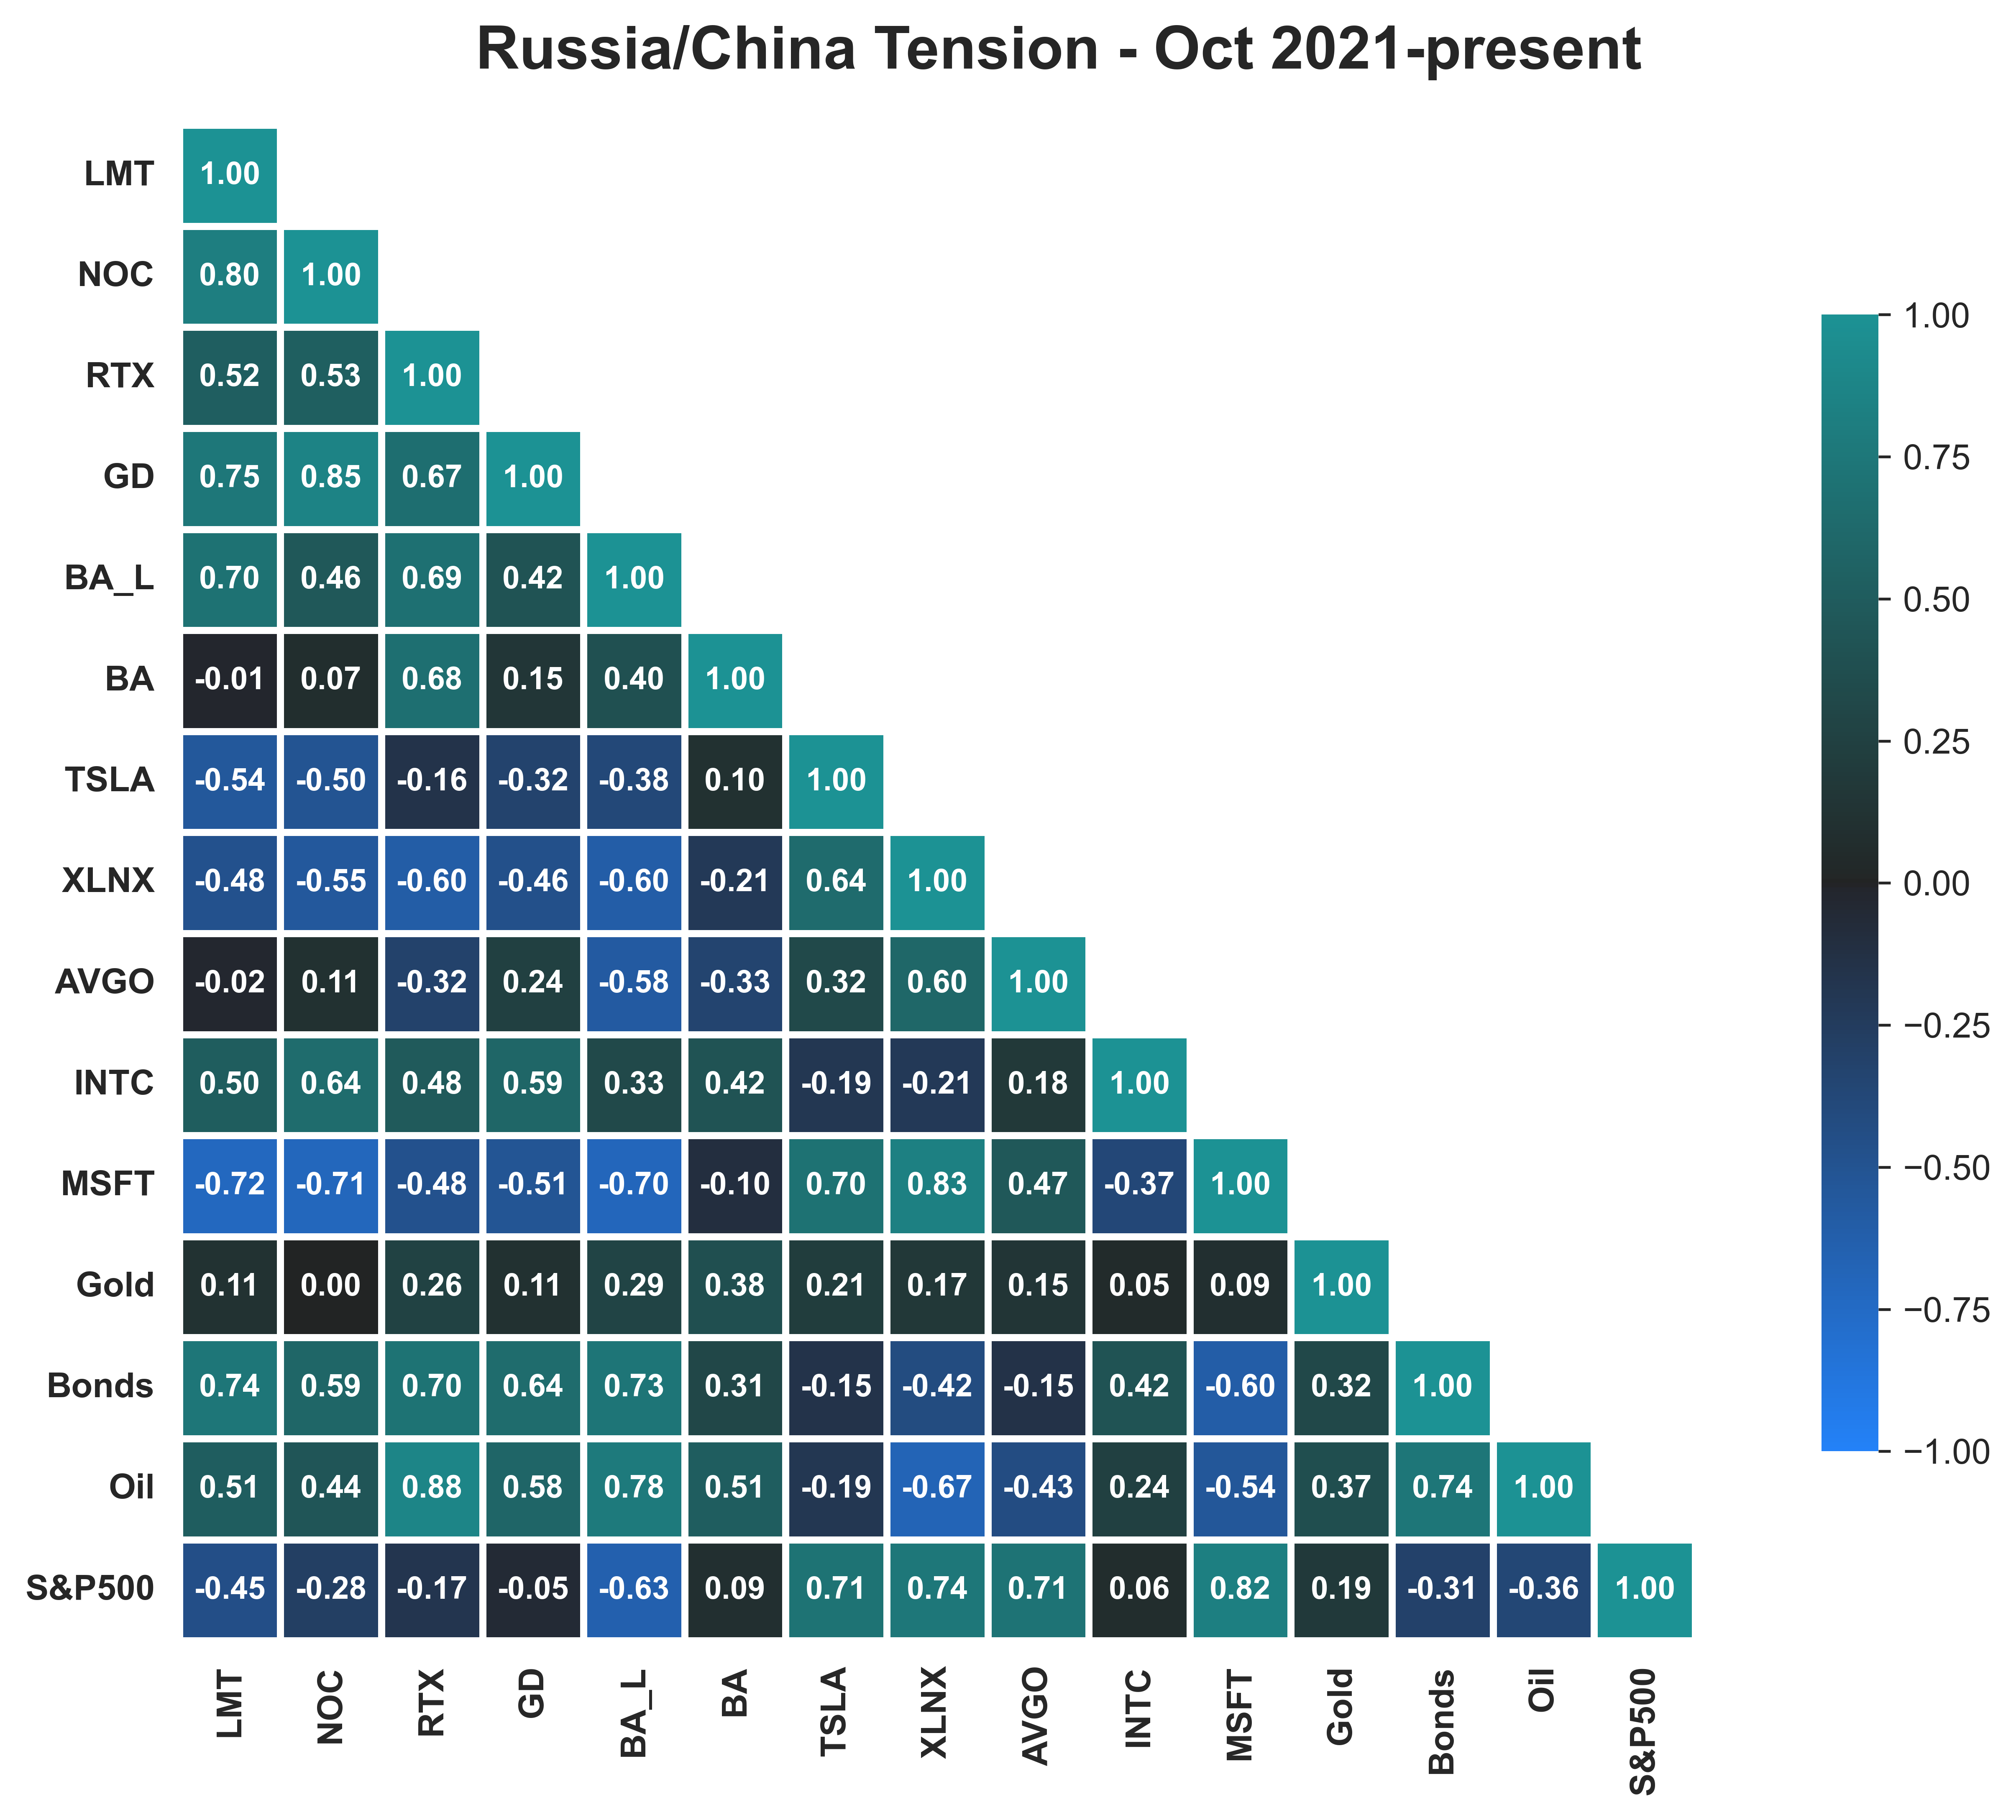 Russia/China Tension - Oct 2021-present
LMT 1.00
NOC 0.80 1.00
RTX 0.52 0.53 1.00
GD 0.75 0.85 0.67 1.00
BA_L 0.70 0.46 0.69 0.42 1.00
BA -0.01 0.07 0.68 0.15 0.40 1.00
TSLA -0.54 -0.50 -0.16 -0.32 -0.38 0.10 1.00
XLNX -0.48 -0.55 -0.60 -0.46 -0.60 -0.21 0.64 1.00
AVGO -0.02 0.11 -0.32 0.24 -0.58 -0.33 0.32 0.60 1.00
INTC 0.50 0.64 0.48 0.59 0.33 0.42 -0.19 -0.21 0.18 1.00
MSFT -0.72 -0.71 -0.48 -0.51 -0.70 -0.10 0.70 0.83 0.47 -0.37 1.00
Gold 0.11 0.00 0.26 0.11 0.29 0.38 0.21 0.17 0.15 0.05 0.09 1.00
Bonds 0.74 0.59 0.70 0.64 0.73 0.31 -0.15 -0.42 -0.15 0.42 -0.60 0.32 1.00
Oil 0.51 0.44 0.88 0.58 0.78 0.51 -0.19 -0.67 -0.43 0.24 -0.54 0.37 0.74 1.00
S&P500 -0.45 -0.28 -0.17 -0.05 -0.63 0.09 0.71 0.74 0.71 0.06 0.82 0.19 -0.31 -0.36 1.00
LMT NOC RTX GD BA_L BA TSLA XLNX AVGO INTC MSFT Gold Bonds Oil S&P500
1.00
0.75
0.50
0.25
0.00
−0.25
−0.50
−0.75
−1.00